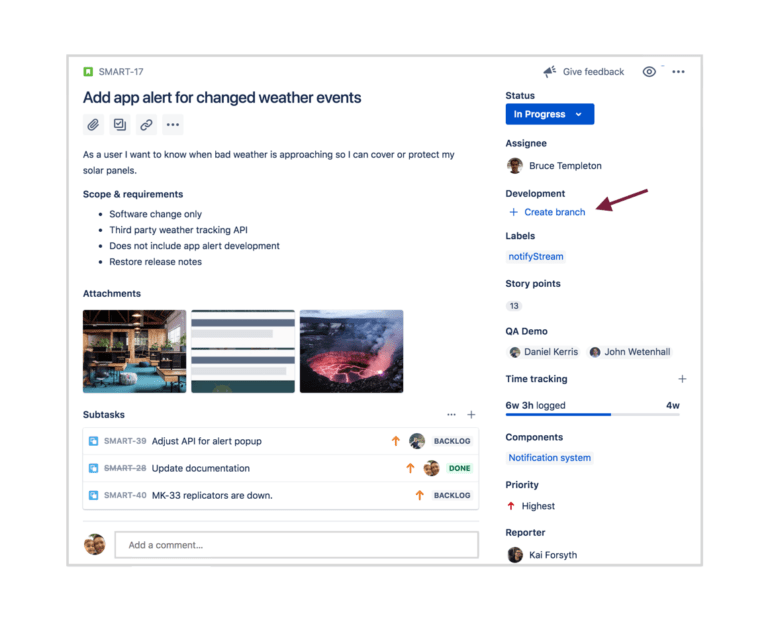 SMART-17
Give feedback
Add app alert for changed weather events
As a user I want to know when bad weather is approaching so I can cover or protect my
solar panels.
Scope & requirements
Software change only
Third party weather tracking API
Does not include app alert development
Restore release notes
Attachments
Subtasks
SMART-39 Adjust API for alert popup BACKLOG
SMART-28 Update documentation DONE
SMART-40 MK-33 replicators are down. BACKLOG
Add a comment...
Status
In Progress
Assignee
Bruce Templeton
Development
Create branch
Labels
notifyStream
Story points
13
QA Demo
Daniel Kerris John Wetenhall
Time tracking
6w 3h logged 4w
Components
Notification system
Priority
Highest
Reporter
Kai Forsyth